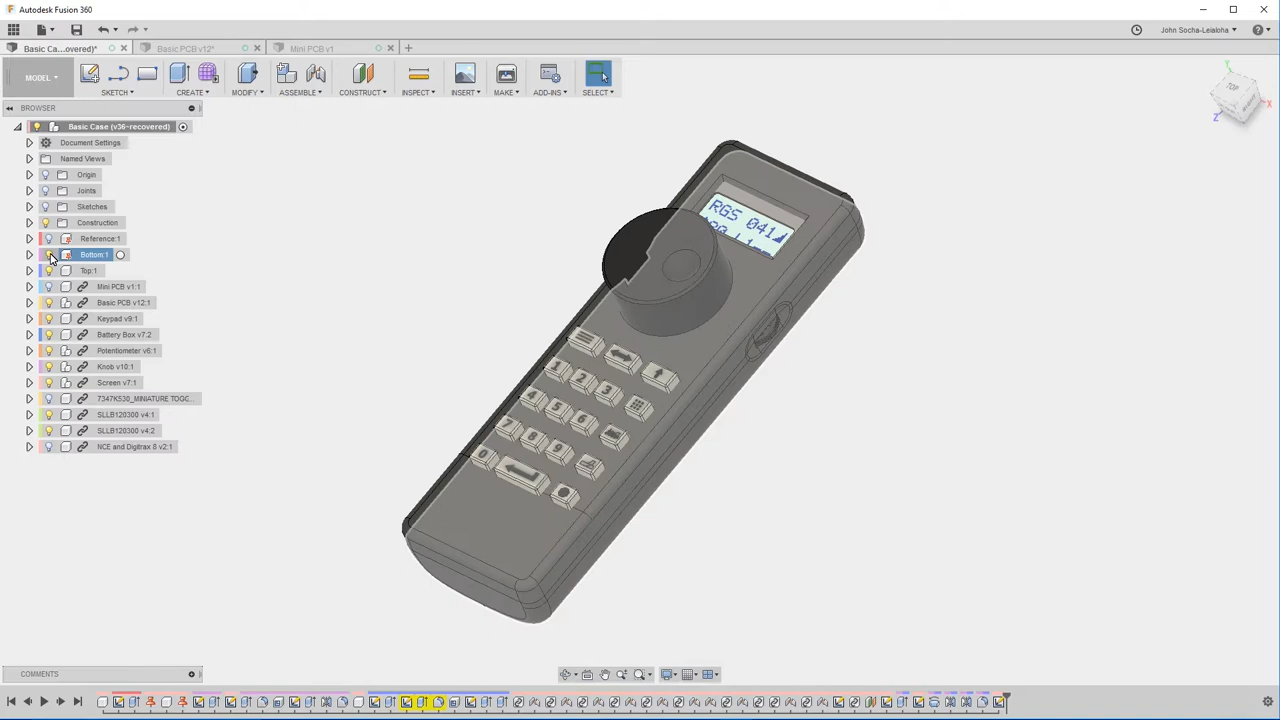 Autodesk Fusion 360
John Socha-Leialoha
Basic Ca...overed)*
Basic PCB v12*
Mini PCB v1
MODEL
SKETCH
CREATE
MODIFY
ASSEMBLE
CONSTRUCT
INSPECT
INSERT
MAKE
ADD-INS
SELECT
BROWSER
Basic Case (v36~recovered)
Document Settings
Named Views
Origin
Joints
Sketches
Construction
Reference:1
Bottom:1
Top:1
Mini PCB v1:1
Basic PCB v12:1
Keypad v9:1
Battery Box v7:2
Potentiometer v6:1
Knob v10:1
Screen v7:1
7347K530_MINIATURE TOGG...
SLLB120300 v4:1
SLLB120300 v4:2
NCE and Digitrax 8 v2:1
Y
TOP
X
Z
RGS 041
1 2 3
4 5 6
7 8 9
0
COMMENTS